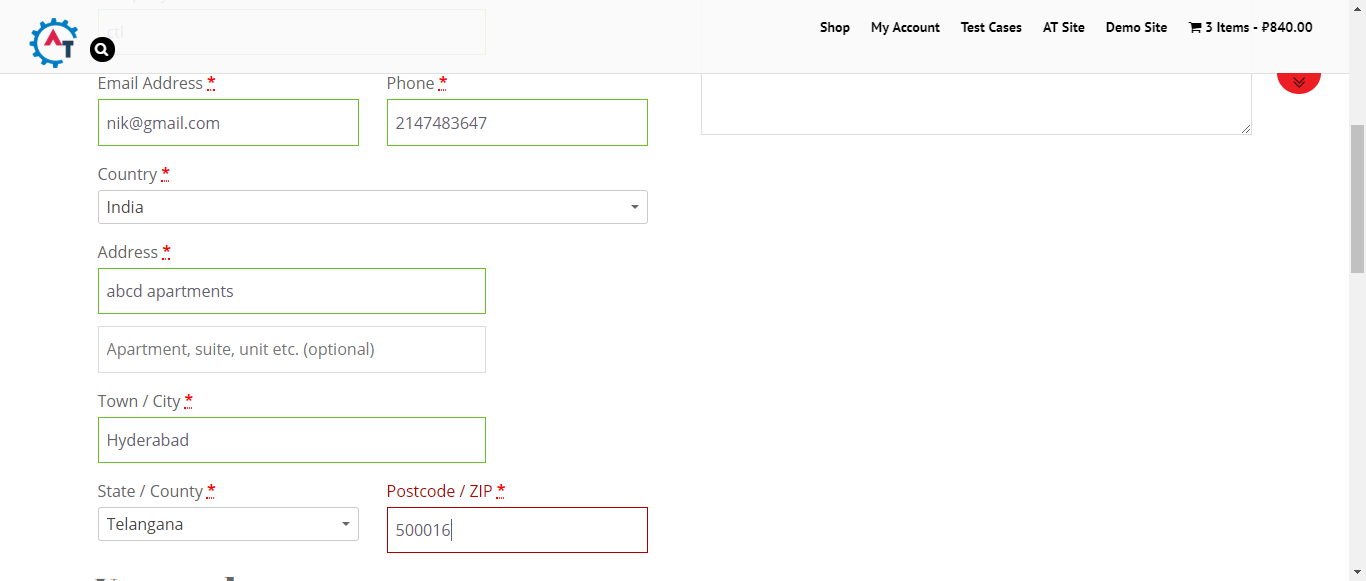 AT
Shop
My Account
Test Cases
AT Site
Demo Site
3 Items - ₽840.00
ctl
Email Address *
Phone *
nik@gmail.com
2147483647
Country *
India
Address *
abcd apartments
Apartment, suite, unit etc. (optional)
Town / City *
Hyderabad
State / County *
Postcode / ZIP *
Telangana
500016